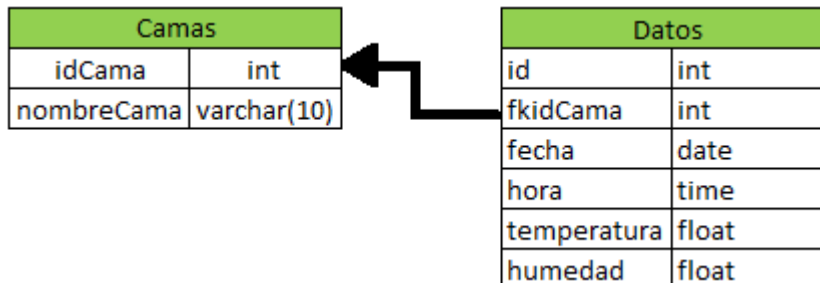 Camas
idCama int
nombreCama varchar(10)
Datos
id int
fkidCama int
fecha date
hora time
temperatura float
humedad float